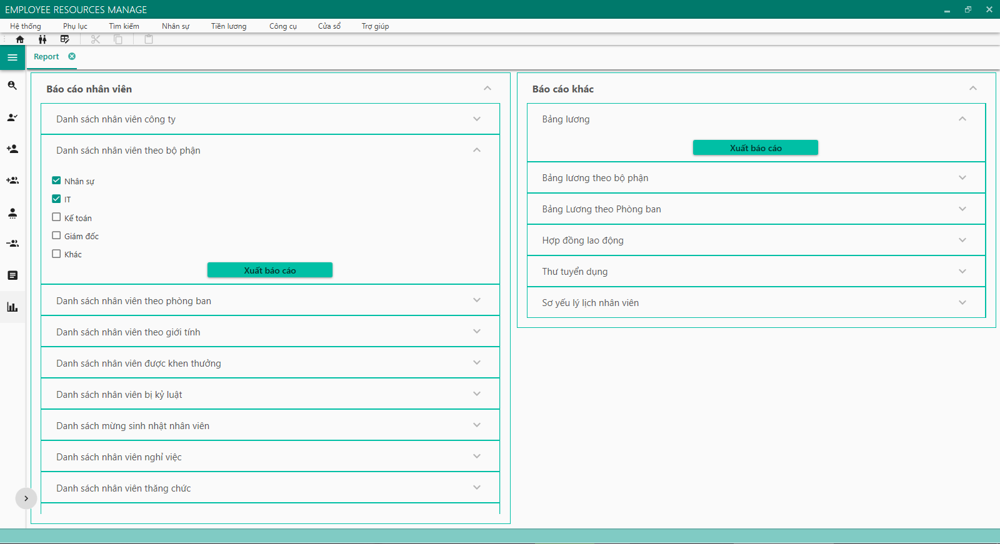 EMPLOYEE RESOURCES MANAGE
Hệ thống Phụ lục Tìm kiếm Nhân sự Tiền lương Công cụ Cửa sổ Trợ giúp
Report
Báo cáo nhân viên
Danh sách nhân viên công ty
Danh sách nhân viên theo bộ phận
Nhân sự
IT
Kế toán
Giám đốc
Khác
Xuất báo cáo
Danh sách nhân viên theo phòng ban
Danh sách nhân viên theo giới tính
Danh sách nhân viên được khen thưởng
Danh sách nhân viên bị kỷ luật
Danh sách mừng sinh nhật nhân viên
Danh sách nhân viên nghỉ việc
Danh sách nhân viên thăng chức
Báo cáo khác
Bảng lương
Xuất báo cáo
Bảng lương theo bộ phận
Bảng Lương theo Phòng ban
Hợp đồng lao động
Thư tuyển dụng
Sơ yếu lý lịch nhân viên